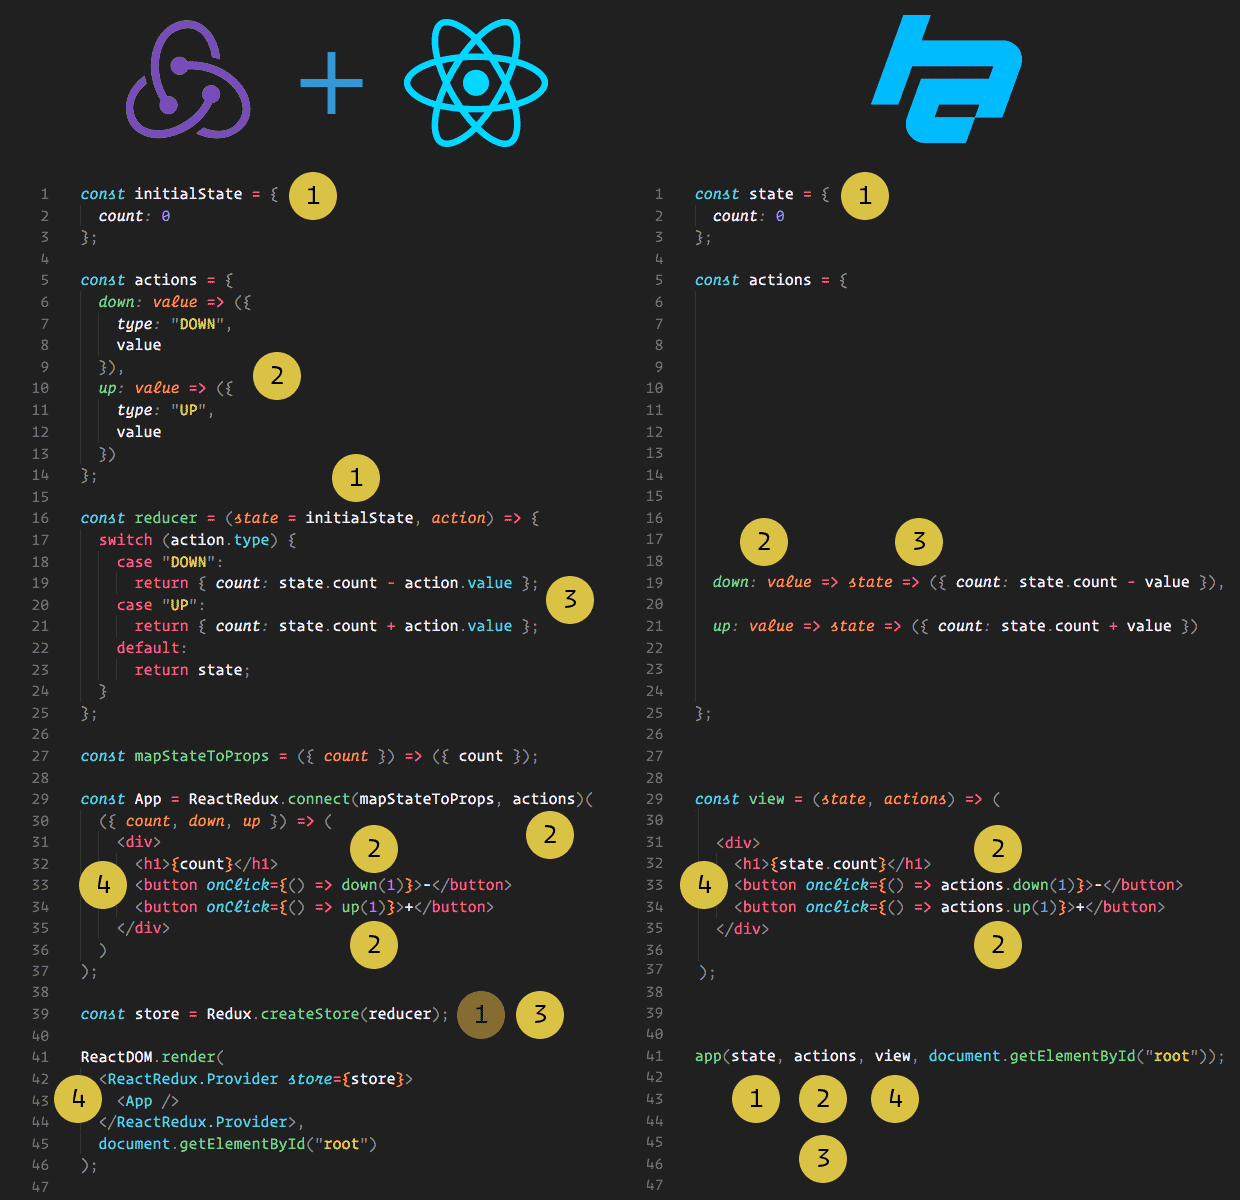 1 const initialState = { 1
2 count: 0
3 };
4
5 const actions = {
6 down: value => ({
7 type: "DOWN",
8 value
9 }),
2
10 up: value => ({
11 type: "UP",
12 value
13 })
14 };
1
15
16 const reducer = (state = initialState, action) => {
17 switch (action.type) {
18 case "DOWN":
19 return { count: state.count - action.value };
3
20 case "UP":
21 return { count: state.count + action.value };
22 default:
23 return state;
24 }
25 };
26
27 const mapStateToProps = ({ count }) => ({ count });
28
29 const App = ReactRedux.connect(mapStateToProps, actions)(
30 ({ count, down, up }) => (
2
31 <div>
2
32 <h1>{count}</h1>
4
33 <button onClick={() => down(1)}>-</button>
34 <button onClick={() => up(1)}>+</button>
35 </div>
2
36 )
37 );
38
39 const store = Redux.createStore(reducer); 1 3
40
41 ReactDOM.render(
42 <ReactRedux.Provider store={store}>
4
43 <App />
44 </ReactRedux.Provider>,
45 document.getElementById("root")
46 );
47
1 const state = { 1
2 count: 0
3 };
4
5 const actions = {
6
7
8
9
10
11
12
13
14
15
16
17
2 3
18
19 down: value => state => ({ count: state.count - value }),
20
21 up: value => state => ({ count: state.count + value })
22
23
24
25 };
26
27
28
29 const view = (state, actions) => (
30
31 <div>
2
32 <h1>{state.count}</h1>
4
33 <button onclick={() => actions.down(1)}>-</button>
34 <button onclick={() => actions.up(1)}>+</button>
35 </div>
2
36
37 );
38
39
40
41 app(state, actions, view, document.getElementById("root"));
42
43 1 2 4
44
45
3
46
47